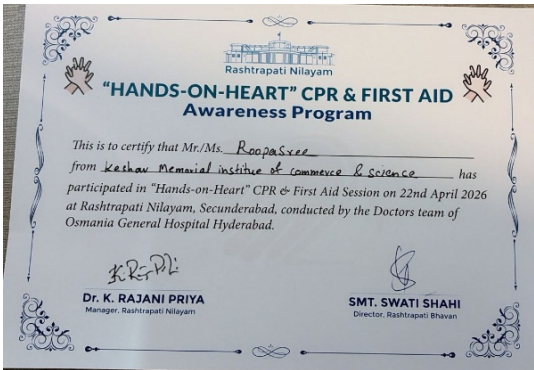 Rashtrapati Nilayam
"HANDS-ON-HEART" CPR & FIRST AID
Awareness Program
This is to certify that Mr./Ms. RoopaSree
from Keshav Memorial institue of commerce & science has
participated in "Hands-on-Heart" CPR & First Aid Session on 22nd April 2026
at Rashtrapati Nilayam, Secunderabad, conducted by the Doctors team of
Osmania General Hospital Hyderabad.
Dr. K. RAJANI PRIYA
Manager, Rashtrapati Nilayam
SMT. SWATI SHAHI
Director, Rashtrapati Bhavan